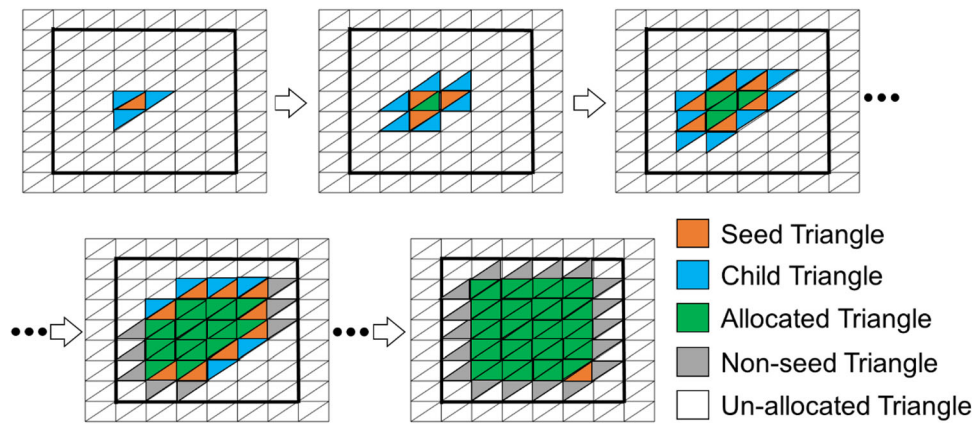 Seed Triangle
Child Triangle
Allocated Triangle
Non-seed Triangle
Un-allocated Triangle